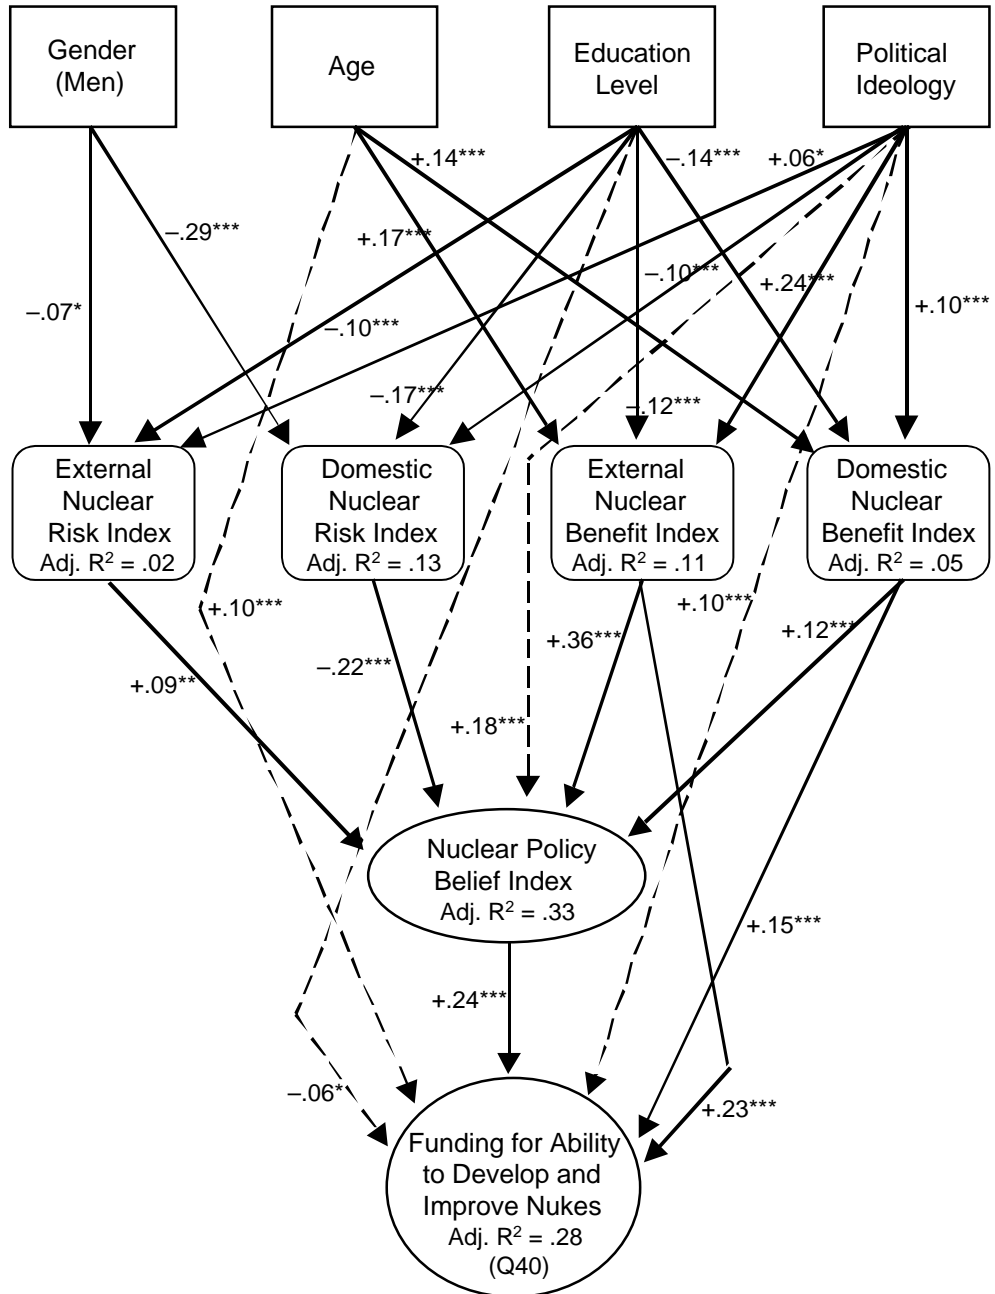 Gender
(Men)
Age
Education
Level
Political
Ideology
+.14***
–.14***
+.06*
–.29***
+.17***
–.10***
+.24***
–.07*
–.10***
+.10***
–.17***
–.12***
External
Nuclear
Risk Index
Adj. R² = .02
Domestic
Nuclear
Risk Index
Adj. R² = .13
External
Nuclear
Benefit Index
Adj. R² = .11
Domestic
Nuclear
Benefit Index
Adj. R² = .05
+.10***
+.10***
+.09**
–.22***
+.36***
+.12***
+.18***
Nuclear Policy
Belief Index
Adj. R² = .33
+.15***
+.24***
–.06*
+.23***
Funding for Ability
to Develop and
Improve Nukes
Adj. R² = .28
(Q40)